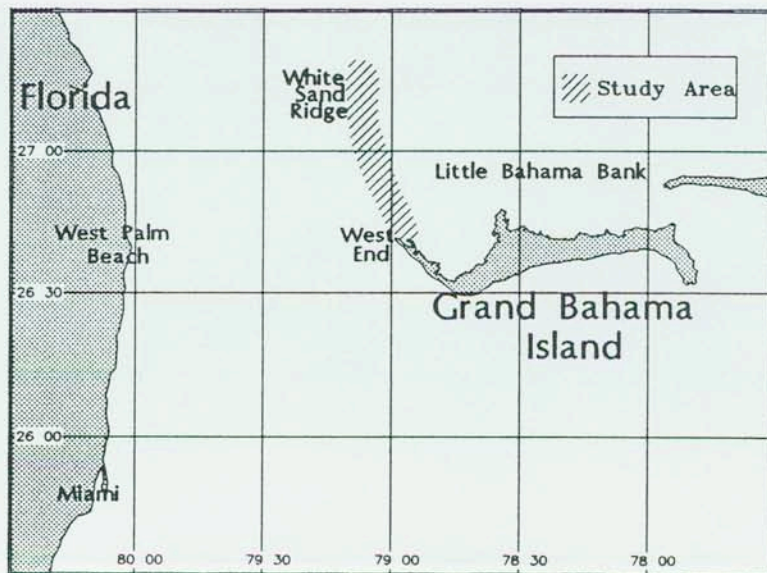 White
Sand
Ridge
Study Area
Florida
27 00
Little Bahama Bank
West Palm
Beach
West
End
26 30
Grand Bahama
Island
26 00
Miami
80 00
79 30
79 00
78 30
78 00